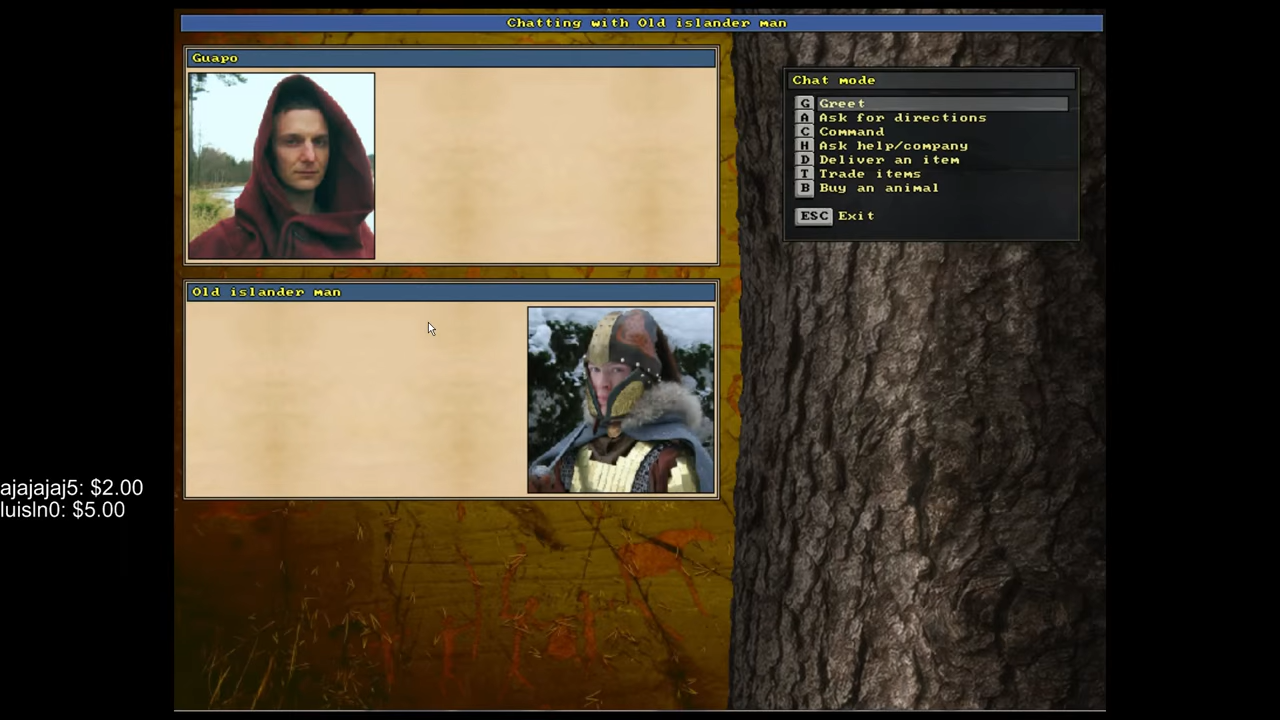 Chatting with Old islander man
Guapo
Chat mode
G Greet
A Ask for directions
C Command
H Ask help/company
D Deliver an item
T Trade items
B Buy an animal
ESC Exit
Old islander man
ajajajaj5: $2.00
luisln0: $5.00